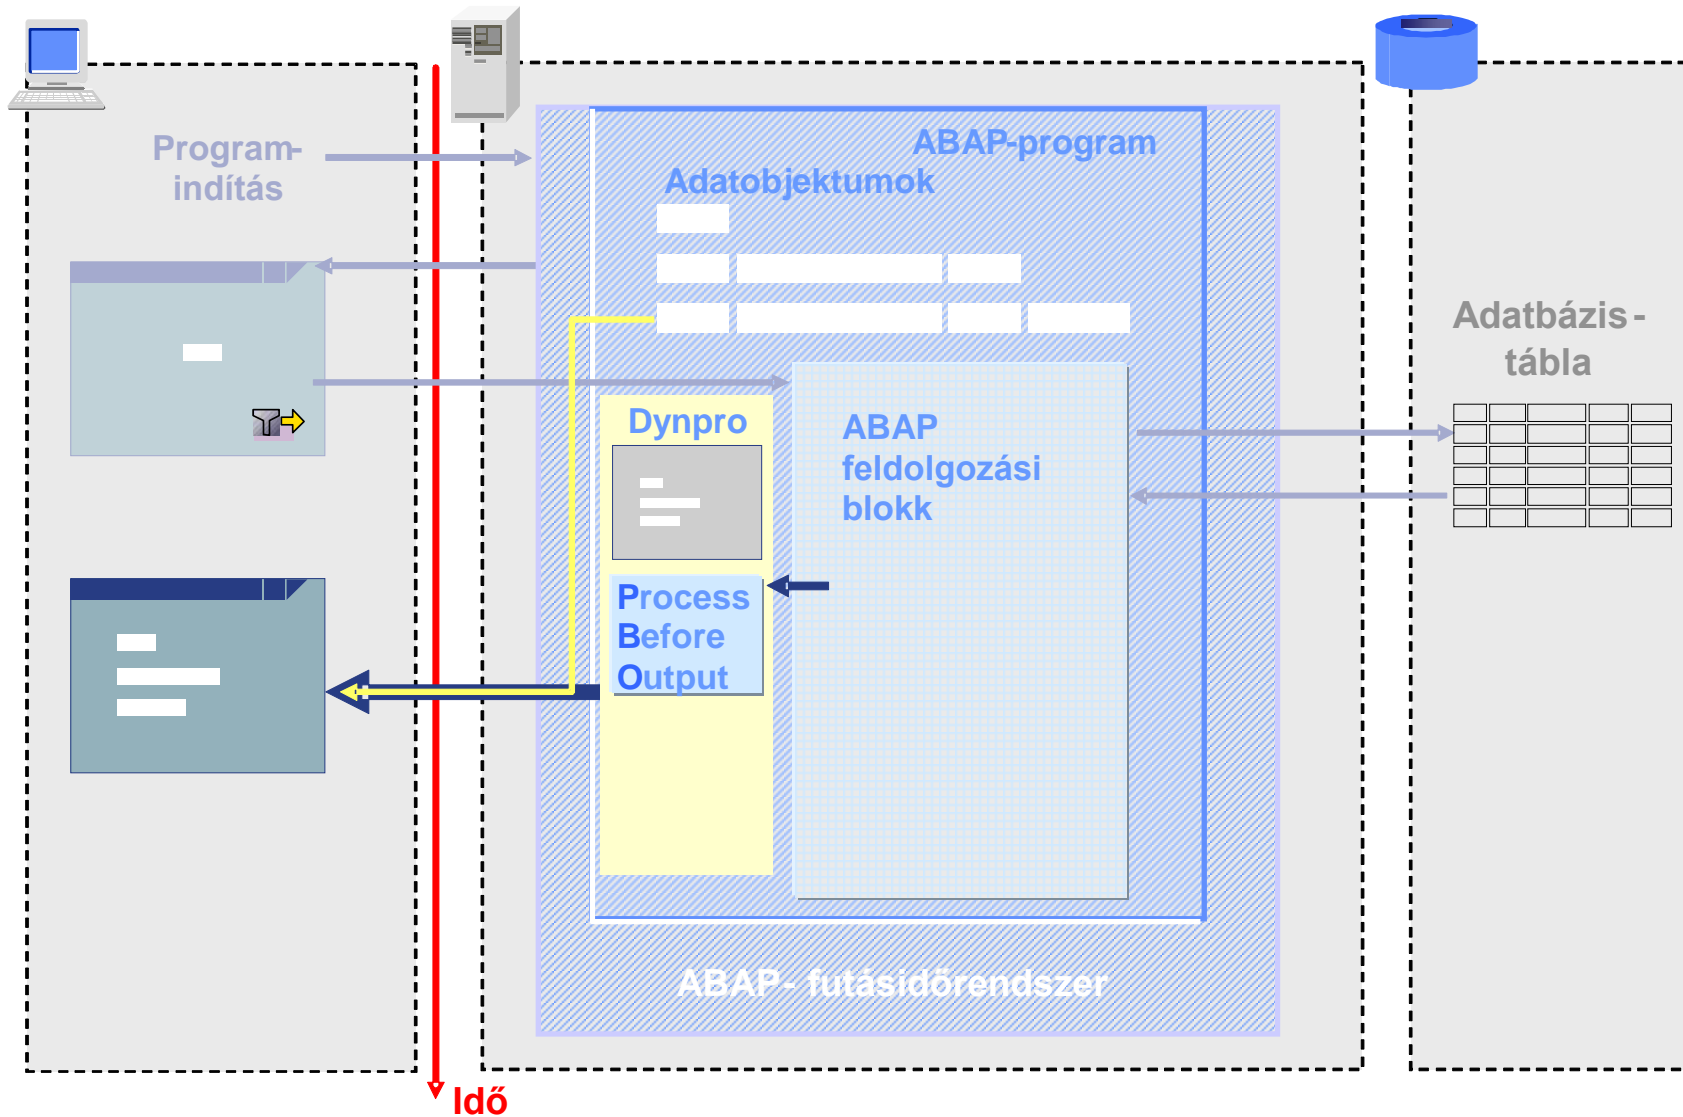 Program-
indítás
ABAP-program
Adatobjektumok
Adatbázis-
tábla
Dynpro
ABAP
feldolgozási
blokk
Process
Before
Output
ABAP- futásidőrendszer
Idő